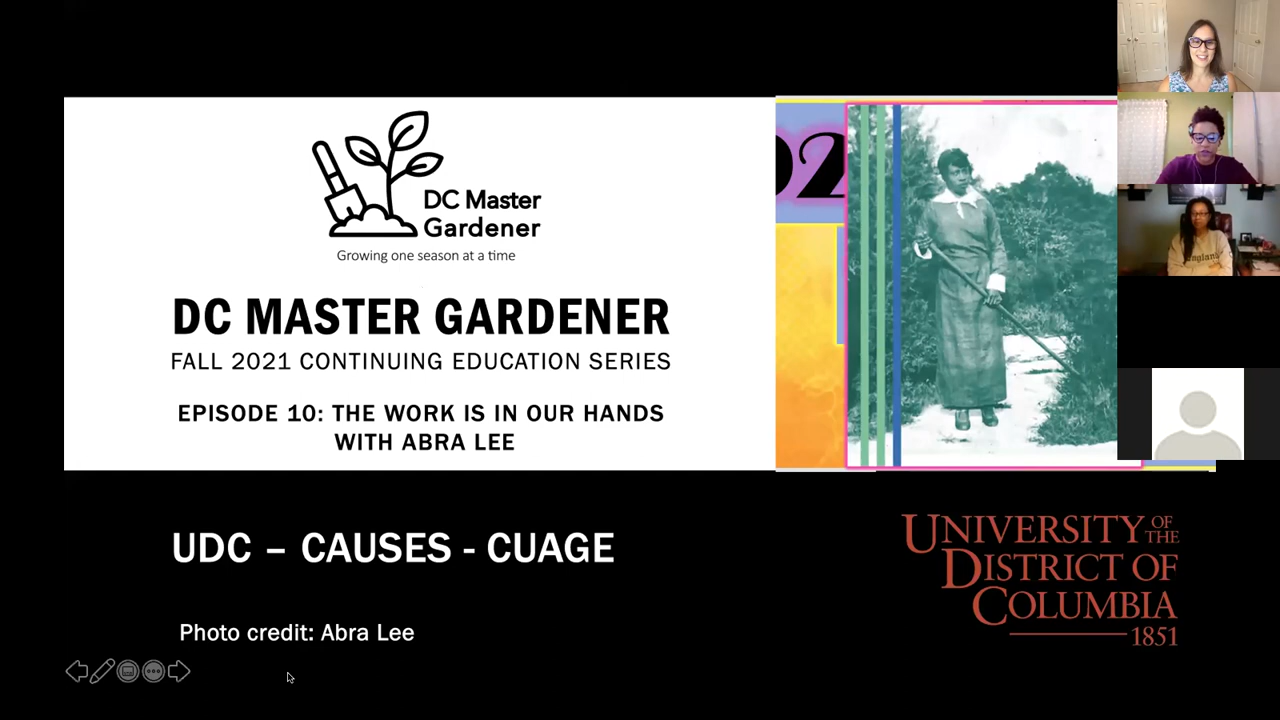 DC Master
Gardener
Growing one season at a time
DC MASTER GARDENER
FALL 2021 CONTINUING EDUCATION SERIES
EPISODE 10: THE WORK IS IN OUR HANDS
WITH ABRA LEE
02
UDC – CAUSES - CUAGE
Photo credit: Abra Lee
UNIVERSITY OF THE
DISTRICT OF
COLUMBIA
1851
England